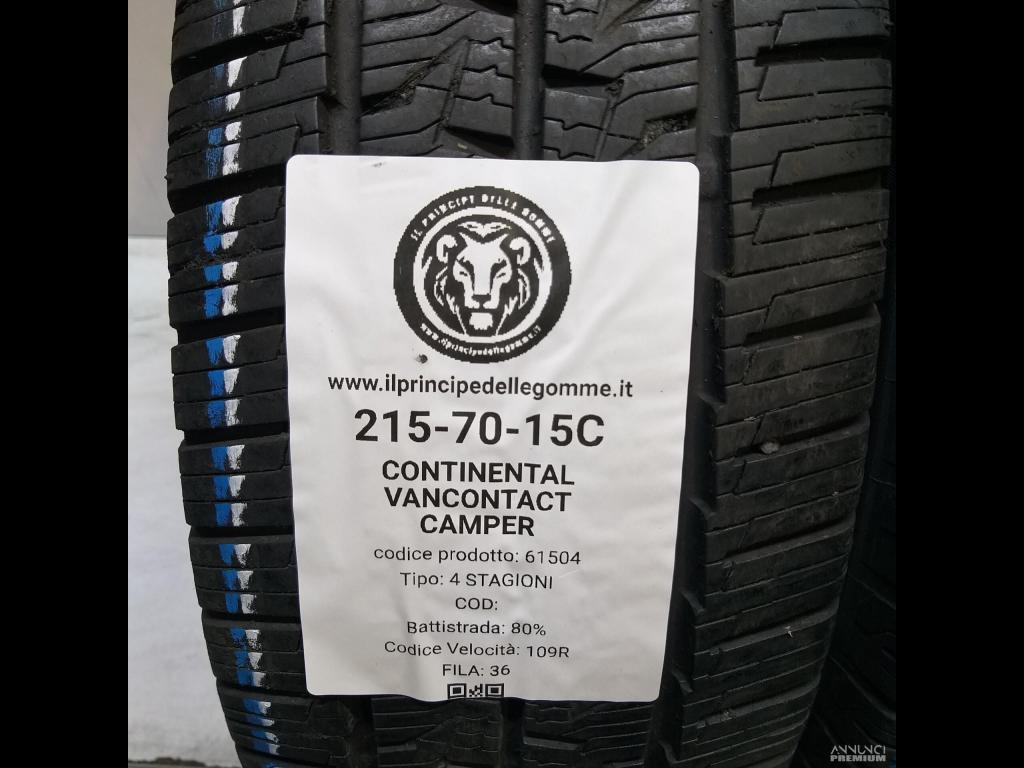 IL PRINCIPE DELLE GOMME
www.ilprincipedellegomme.it
www.ilprincipedellegomme.it
215-70-15C
CONTINENTAL
VANCONTACT
CAMPER
codice prodotto: 61504
Tipo: 4 STAGIONI
COD:
Battistrada: 80%
Codice Velocità: 109R
FILA: 36
ANNUNCI
PREMIUM